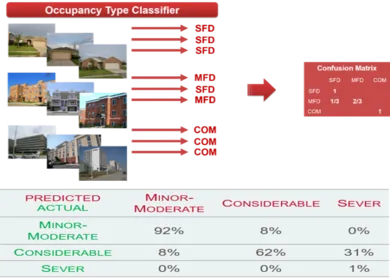 Occupancy Type Classifier
SFD
SFD
SFD
MFD
SFD
MFD
COM
COM
COM
Confusion Matrix
SFD MFD COM
SFD 1
MFD 1/3 2/3
COM 1
PREDICTED
ACTUAL
MINOR-
MODERATE
CONSIDERABLE
SEVER
MINOR-
MODERATE
92% 8% 0%
CONSIDERABLE 8% 62% 31%
SEVER 0% 0% 1%